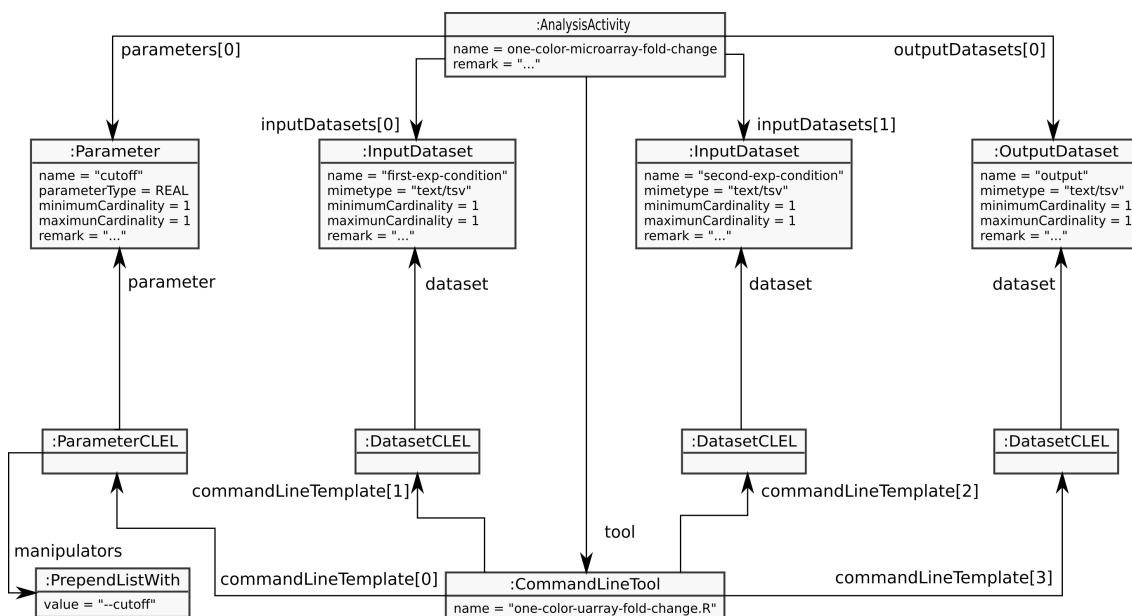 :AnalysisActivity
name = one-color-microarray-fold-change
remark = "..."
parameters[0]
outputDatasets[0]
inputDatasets[0]
inputDatasets[1]
:Parameter
name = "cutoff"
parameterType = REAL
minimumCardinality = 1
maximunCardinality = 1
remark = "..."
:InputDataset
name = "first-exp-condition"
mimetype = "text/tsv"
minimumCardinality = 1
maximunCardinality = 1
remark = "..."
:InputDataset
name = "second-exp-condition"
mimetype = "text/tsv"
minimumCardinality = 1
maximunCardinality = 1
remark = "..."
:OutputDataset
name = "output"
mimetype = "text/tsv"
minimumCardinality = 1
maximunCardinality = 1
remark = "..."
parameter
dataset
dataset
dataset
:ParameterCLEL
:DatasetCLEL
:DatasetCLEL
:DatasetCLEL
commandLineTemplate[1]
commandLineTemplate[2]
tool
manipulators
commandLineTemplate[0]
commandLineTemplate[3]
:PrependListWith
value = "--cutoff"
:CommandLineTool
name = "one-color-uarray-fold-change.R"